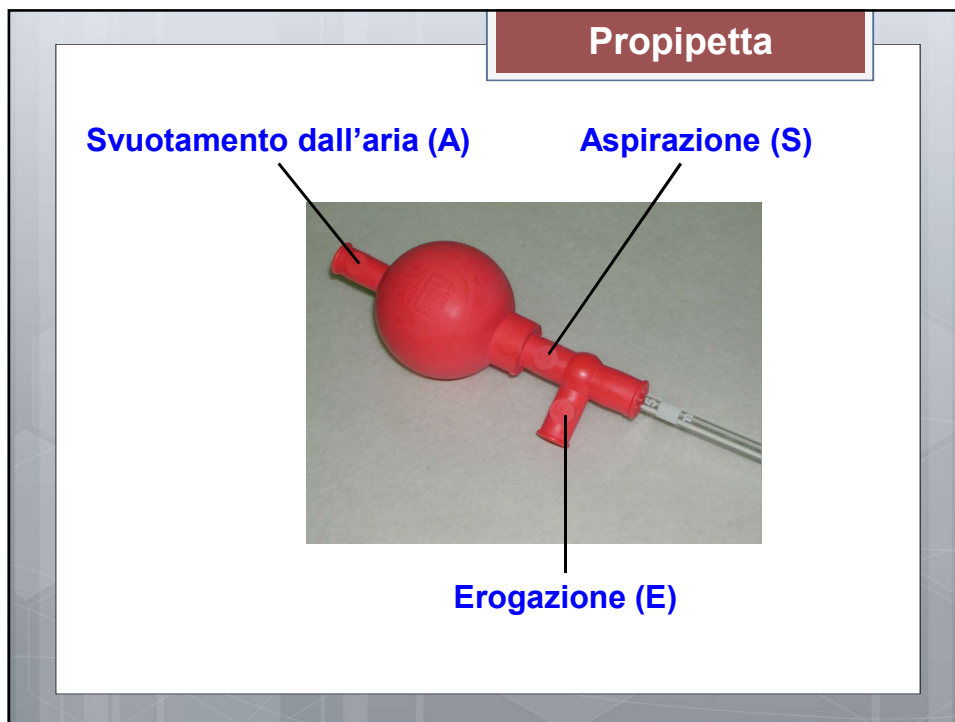 Propipetta
Svuotamento dall’aria (A)
Aspirazione (S)
Erogazione (E)